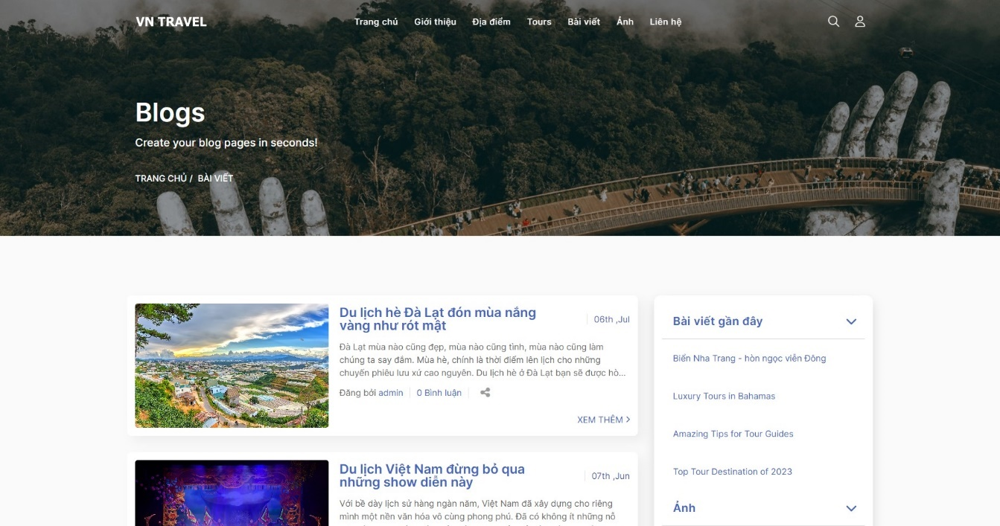 VN TRAVEL
Trang chủ Giới thiệu Địa điểm Tours Bài viết Ảnh Liên hệ
Blogs
Create your blog pages in seconds!
TRANG CHỦ / BÀI VIẾT
Du lịch hè Đà Lạt đón mùa nắng
vàng như rót mật
06th ,Jul
Đà Lạt mùa nào cũng đẹp, mùa nào cũng tình, mùa nào cũng làm
chúng ta say đắm. Mùa hè, chính là thời điểm lên lịch cho những
chuyến phiêu lưu xứ cao nguyên. Du lịch hè ở Đà Lạt bạn sẽ được hò...
Đăng bởi admin 0 Bình luận
XEM THÊM
Du lịch Việt Nam đừng bỏ qua
những show diễn này
07th ,Jun
Với bề dày lịch sử hàng ngàn năm, Việt Nam đã xây dựng cho riêng
mình một nền văn hóa vô cùng phong phú. Đã có không ít những nỗ
Bài viết gần đây
Biển Nha Trang - hòn ngọc viễn Đông
Luxury Tours in Bahamas
Amazing Tips for Tour Guides
Top Tour Destination of 2023
Ảnh